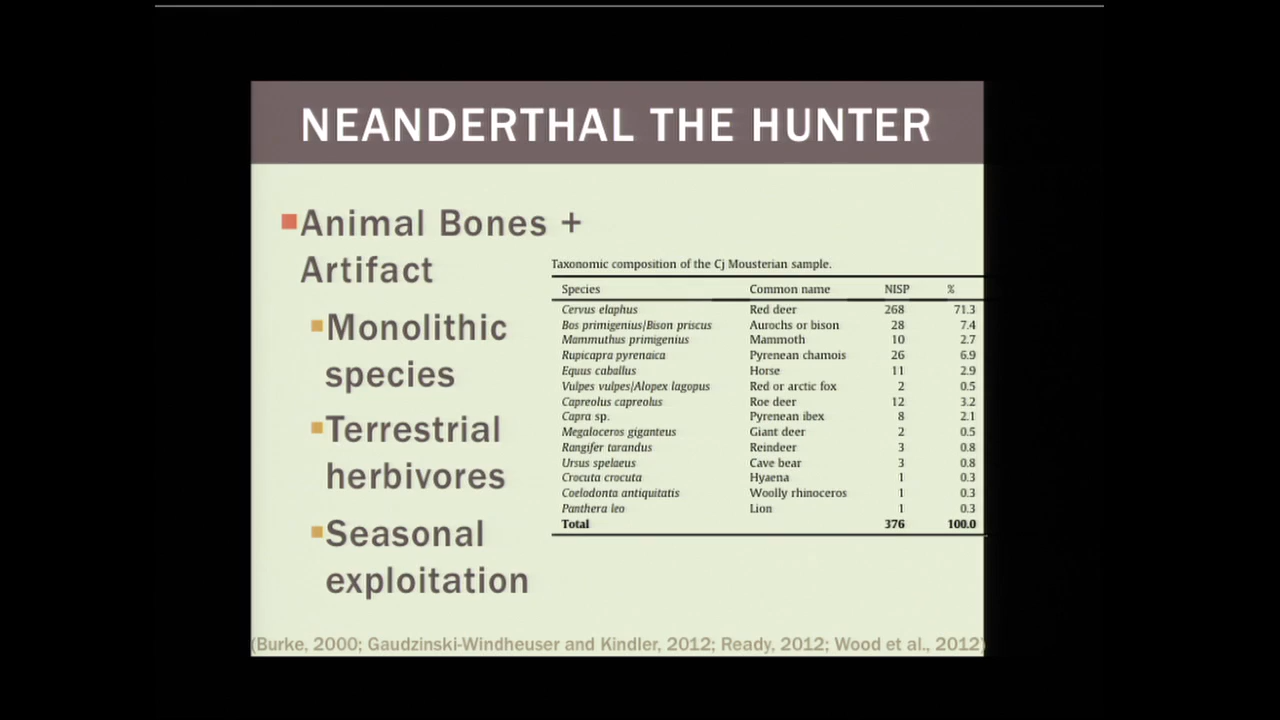 NEANDERTHAL THE HUNTER
Animal Bones +
Artifact
Monolithic
species
Terrestrial
herbivores
Seasonal
exploitation
Taxonomic composition of the Cj Mousterian sample.
Species Common name NISP %
Cervus elaphus Red deer 268 71.3
Bos primigenius/Bison priscus Aurochs or bison 28 7.4
Mammuthus primigenius Mammoth 10 2.7
Rupicapra pyrenaica Pyrenean chamois 26 6.9
Equus caballus Horse 11 2.9
Vulpes vulpes/Alopex lagopus Red or arctic fox 2 0.5
Capreolus capreolus Roe deer 12 3.2
Capra sp. Pyrenean ibex 8 2.1
Megaloceros giganteus Giant deer 2 0.5
Rangifer tarandus Reindeer 3 0.8
Ursus spelaeus Cave bear 3 0.8
Crocuta crocuta Hyaena 1 0.3
Coelodonta antiquitatis Woolly rhinoceros 1 0.3
Panthera leo Lion 1 0.3
Total 376 100.0
(Burke, 2000; Gaudzinski-Windheuser and Kindler, 2012; Ready, 2012; Wood et al., 2012)